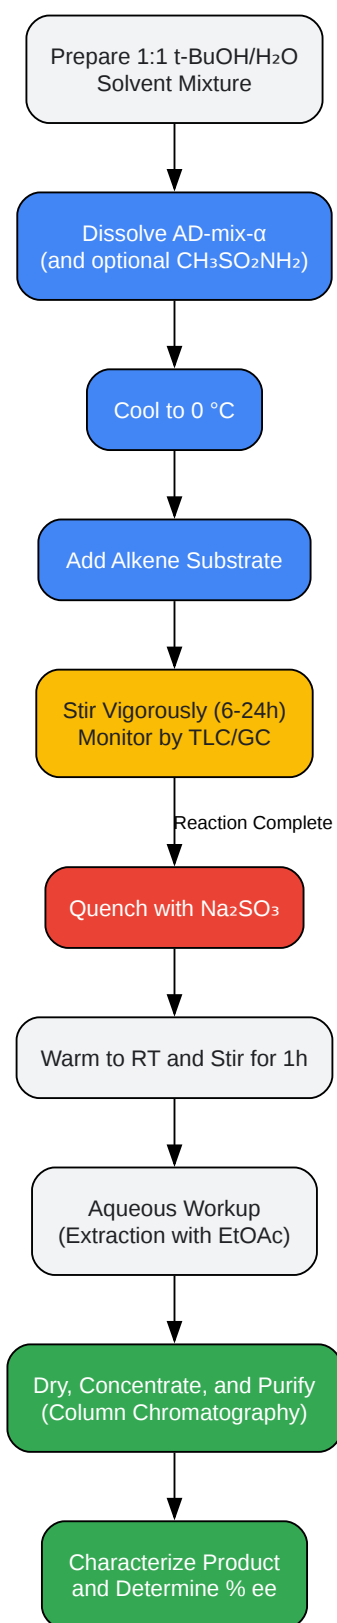 Prepare 1:1 t-BuOH/H₂O
Solvent Mixture
Dissolve AD-mix-α
(and optional CH₃SO₂NH₂)
Cool to 0 °C
Add Alkene Substrate
Stir Vigorously (6-24h)
Monitor by TLC/GC
Reaction Complete
Quench with Na₂SO₃
Warm to RT and Stir for 1h
Aqueous Workup
(Extraction with EtOAc)
Dry, Concentrate, and Purify
(Column Chromatography)
Characterize Product
and Determine % ee